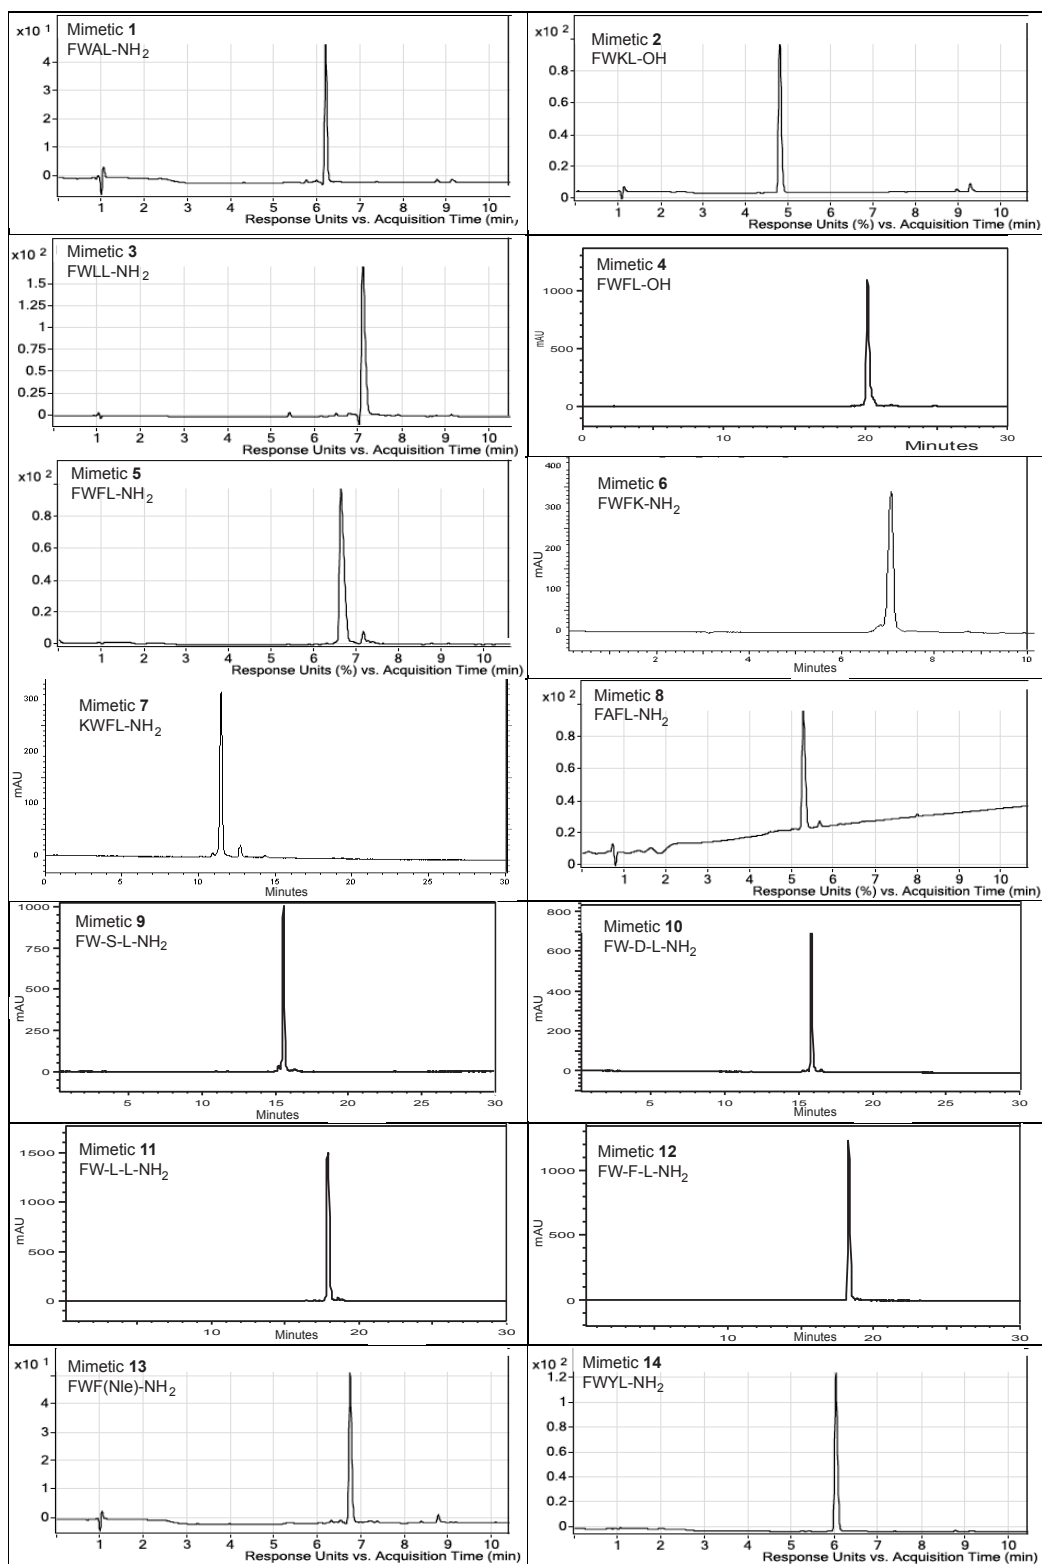 x10 1
Mimetic 1
FWAL-NH2
4
3
2
1
0
1 2 3 4 5 6 7 8 9 10
Response Units vs. Acquisition Time (min)
x10 2
Mimetic 2
FWKL-OH
0.8
0.6
0.4
0.2
0
1 2 3 4 5 6 7 8 9 10
Response Units (%) vs. Acquisition Time (min)
x10 2
Mimetic 3
FWLL-NH2
1.5
1.25
1
0.75
0.5
0.25
0
1 2 3 4 5 6 7 8 9 10
Response Units vs. Acquisition Time (min)
Mimetic 4
FWFL-OH
1000
500
0
mAU
0 10 20 30
Minutes
x10 2
Mimetic 5
FWFL-NH2
0.8
0.6
0.4
0.2
0
1 2 3 4 5 6 7 8 9 10
Response Units (%) vs. Acquisition Time (min)
Mimetic 6
FWFK-NH2
400
300
200
100
0
mAU
2 4 6 8 10
Minutes
Mimetic 7
KWFL-NH2
300
200
100
0
mAU
0 5 10 15 20 25 30
Minutes
x10 2
Mimetic 8
FAFL-NH2
0.8
0.6
0.4
0.2
0
1 2 3 4 5 6 7 8 9 10
Response Units (%) vs. Acquisition Time (min)
Mimetic 9
FW-S-L-NH2
1000
750
500
250
0
mAU
5 10 15 20 25 30
Minutes
Mimetic 10
FW-D-L-NH2
800
600
400
200
0
mAU
5 10 15 20 25 30
Minutes
Mimetic 11
FW-L-L-NH2
1500
1000
500
0
mAU
10 20 30
Minutes
Mimetic 12
FW-F-L-NH2
1000
500
0
mAU
10 20 30
Minutes
x10 1
Mimetic 13
FWF(Nle)-NH2
4
3
2
1
0
1 2 3 4 5 6 7 8 9 10
Response Units vs. Acquisition Time (min)
x10 2
Mimetic 14
FWYL-NH2
1.2
1
0.8
0.6
0.4
0.2
0
1 2 3 4 5 6 7 8 9 10
Response Units vs. Acquisition Time (min)